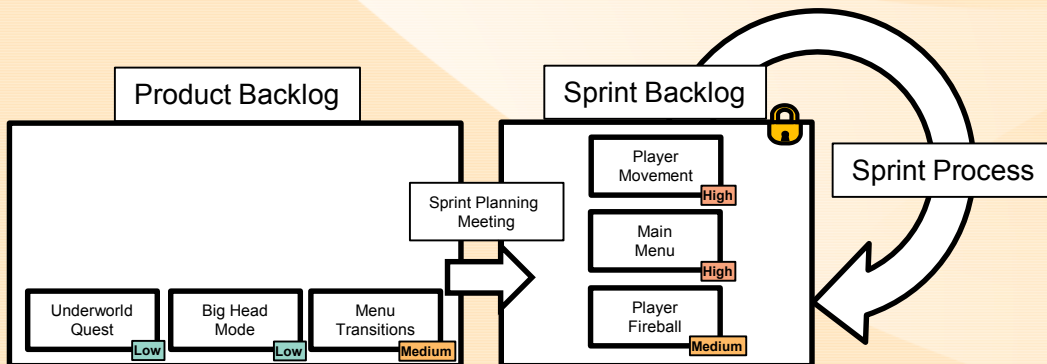 Product Backlog
Underworld
Quest
Low
Big Head
Mode
Low
Menu
Transitions
Medium
Sprint Planning
Meeting
Sprint Backlog
Player
Movement
High
Main
Menu
High
Player
Fireball
Medium
Sprint Process